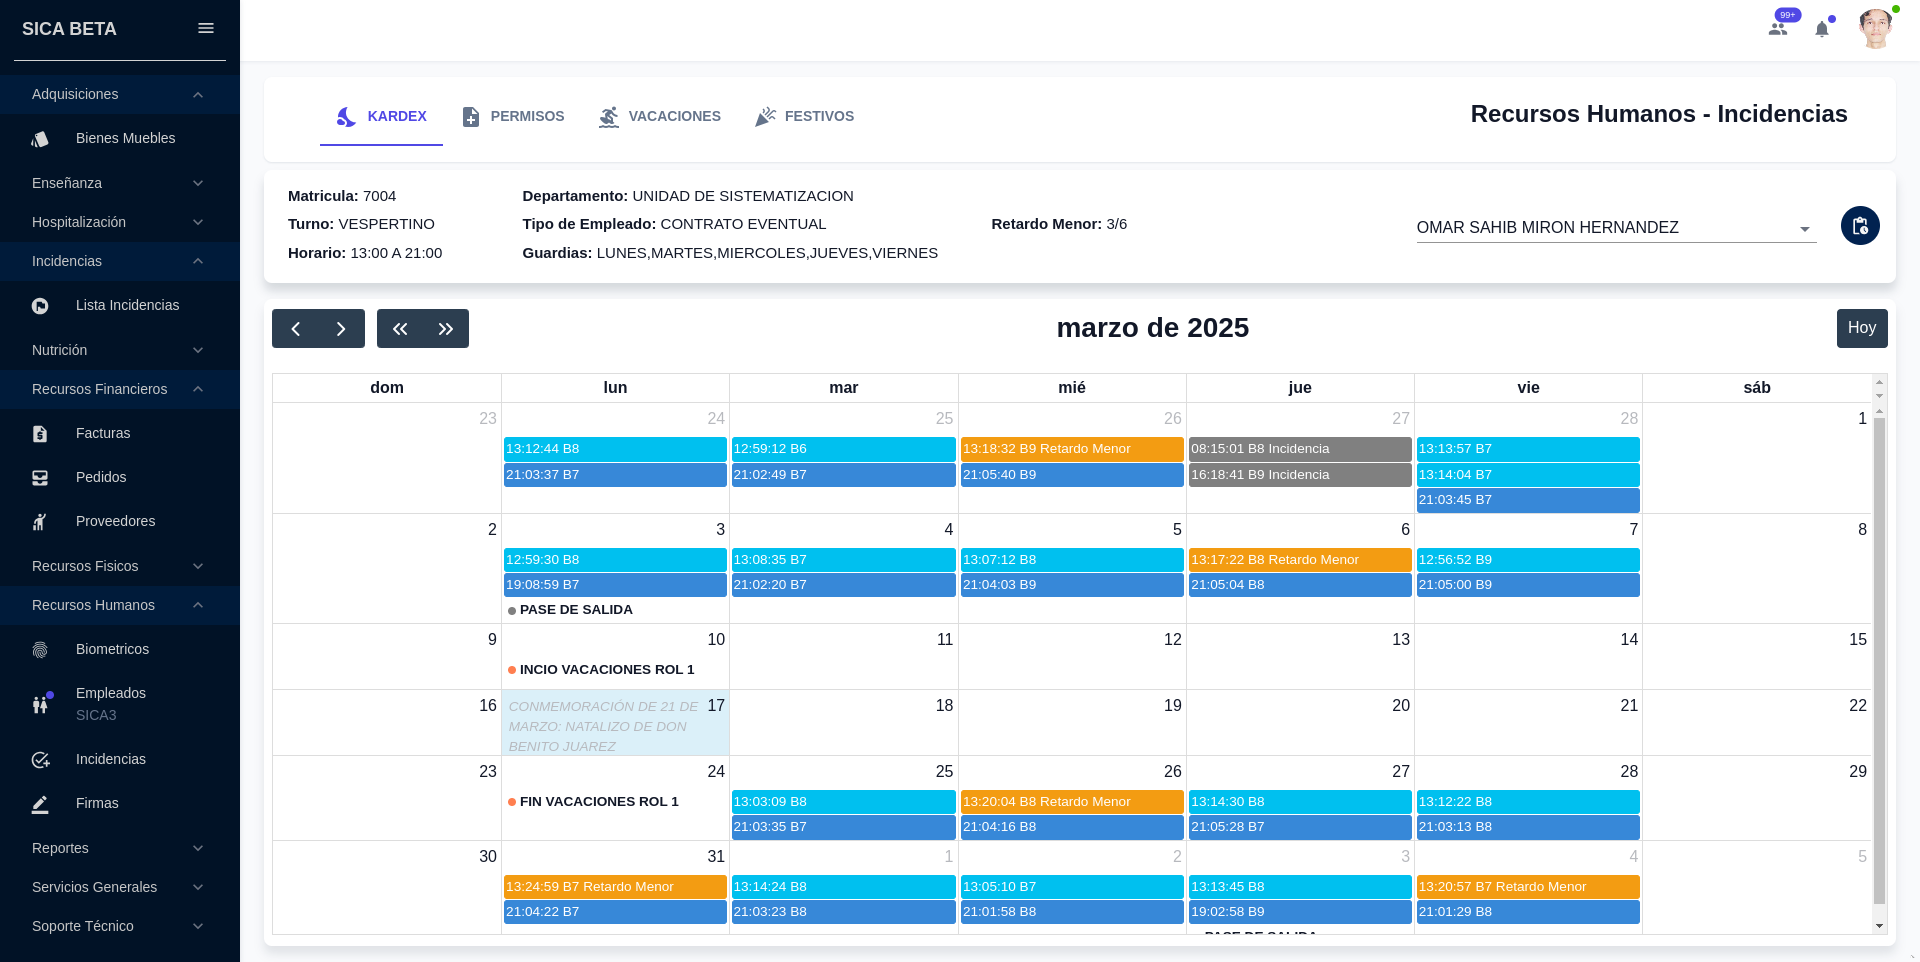 SICA BETA
Adquisiciones
Bienes Muebles
Enseñanza
Hospitalización
Incidencias
Lista Incidencias
Nutrición
Recursos Financieros
Facturas
Pedidos
Proveedores
Recursos Fisicos
Recursos Humanos
Biometricos
Empleados
SICA3
Incidencias
Firmas
Reportes
Servicios Generales
Soporte Técnico
99+
KARDEX PERMISOS VACACIONES FESTIVOS
Recursos Humanos - Incidencias
Matricula: 7004
Turno: VESPERTINO
Horario: 13:00 A 21:00
Departamento: UNIDAD DE SISTEMATIZACION
Tipo de Empleado: CONTRATO EVENTUAL
Guardias: LUNES,MARTES,MIERCOLES,JUEVES,VIERNES
Retardo Menor: 3/6
OMAR SAHIB MIRON HERNANDEZ
marzo de 2025
Hoy
dom lun mar mié jue vie sáb
23 24 25 26 27 28 1
13:12:44 B8 12:59:12 B6 13:18:32 B9 Retardo Menor 08:15:01 B8 Incidencia 13:13:57 B7
21:03:37 B7 21:02:49 B7 21:05:40 B9 16:18:41 B9 Incidencia 13:14:04 B7
21:03:45 B7
2 3 4 5 6 7 8
12:59:30 B8 13:08:35 B7 13:07:12 B8 13:17:22 B8 Retardo Menor 12:56:52 B9
19:08:59 B7 21:02:20 B7 21:04:03 B9 21:05:04 B8 21:05:00 B9
PASE DE SALIDA
9 10 11 12 13 14 15
INCIO VACACIONES ROL 1
16 17 18 19 20 21 22
CONMEMORACIÓN DE 21 DE
MARZO: NATALIZO DE DON
BENITO JUAREZ
23 24 25 26 27 28 29
FIN VACACIONES ROL 1 13:03:09 B8 13:20:04 B8 Retardo Menor 13:14:30 B8 13:12:22 B8
21:03:35 B7 21:04:16 B8 21:05:28 B7 21:03:13 B8
30 31 1 2 3 4 5
13:24:59 B7 Retardo Menor 13:14:24 B8 13:05:10 B7 13:13:45 B8 13:20:57 B7 Retardo Menor
21:04:22 B7 21:03:23 B8 21:01:58 B8 19:02:58 B9 21:01:29 B8
PASE DE SALIDA